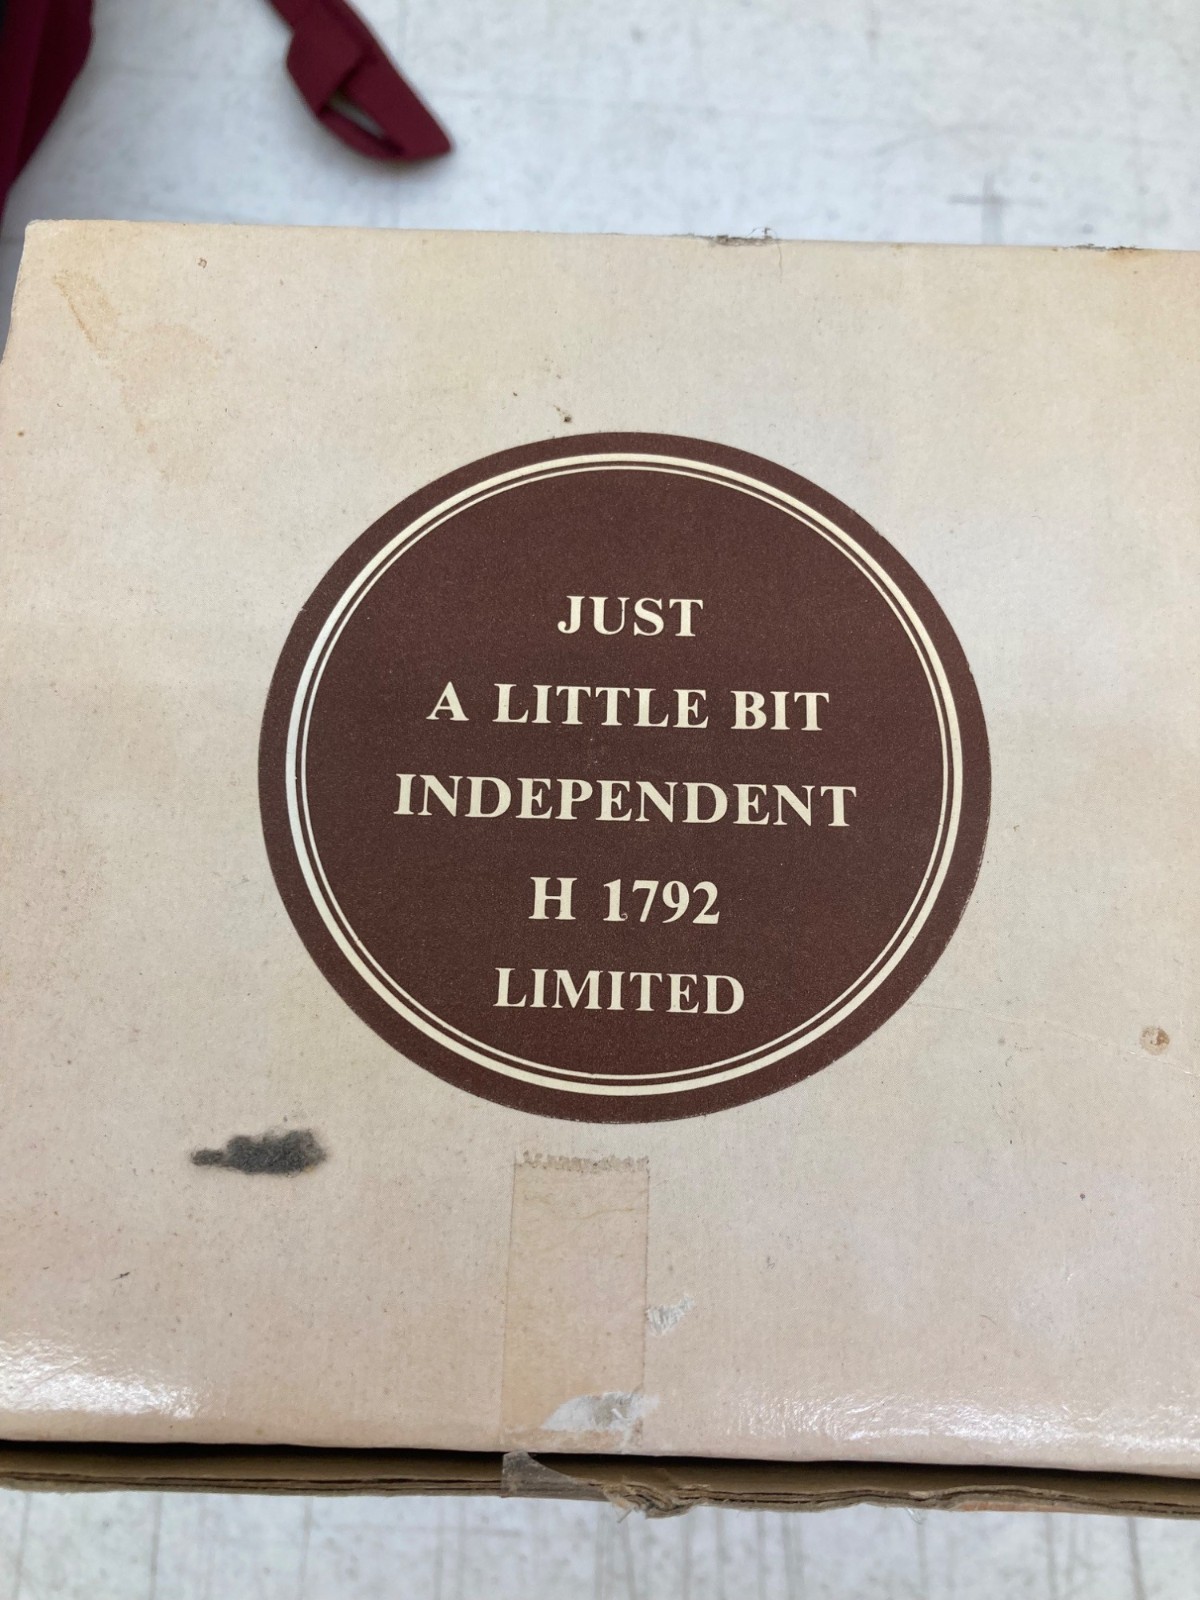 JUST
A LITTLE BIT
INDEPENDENT
H 1792
LIMITED